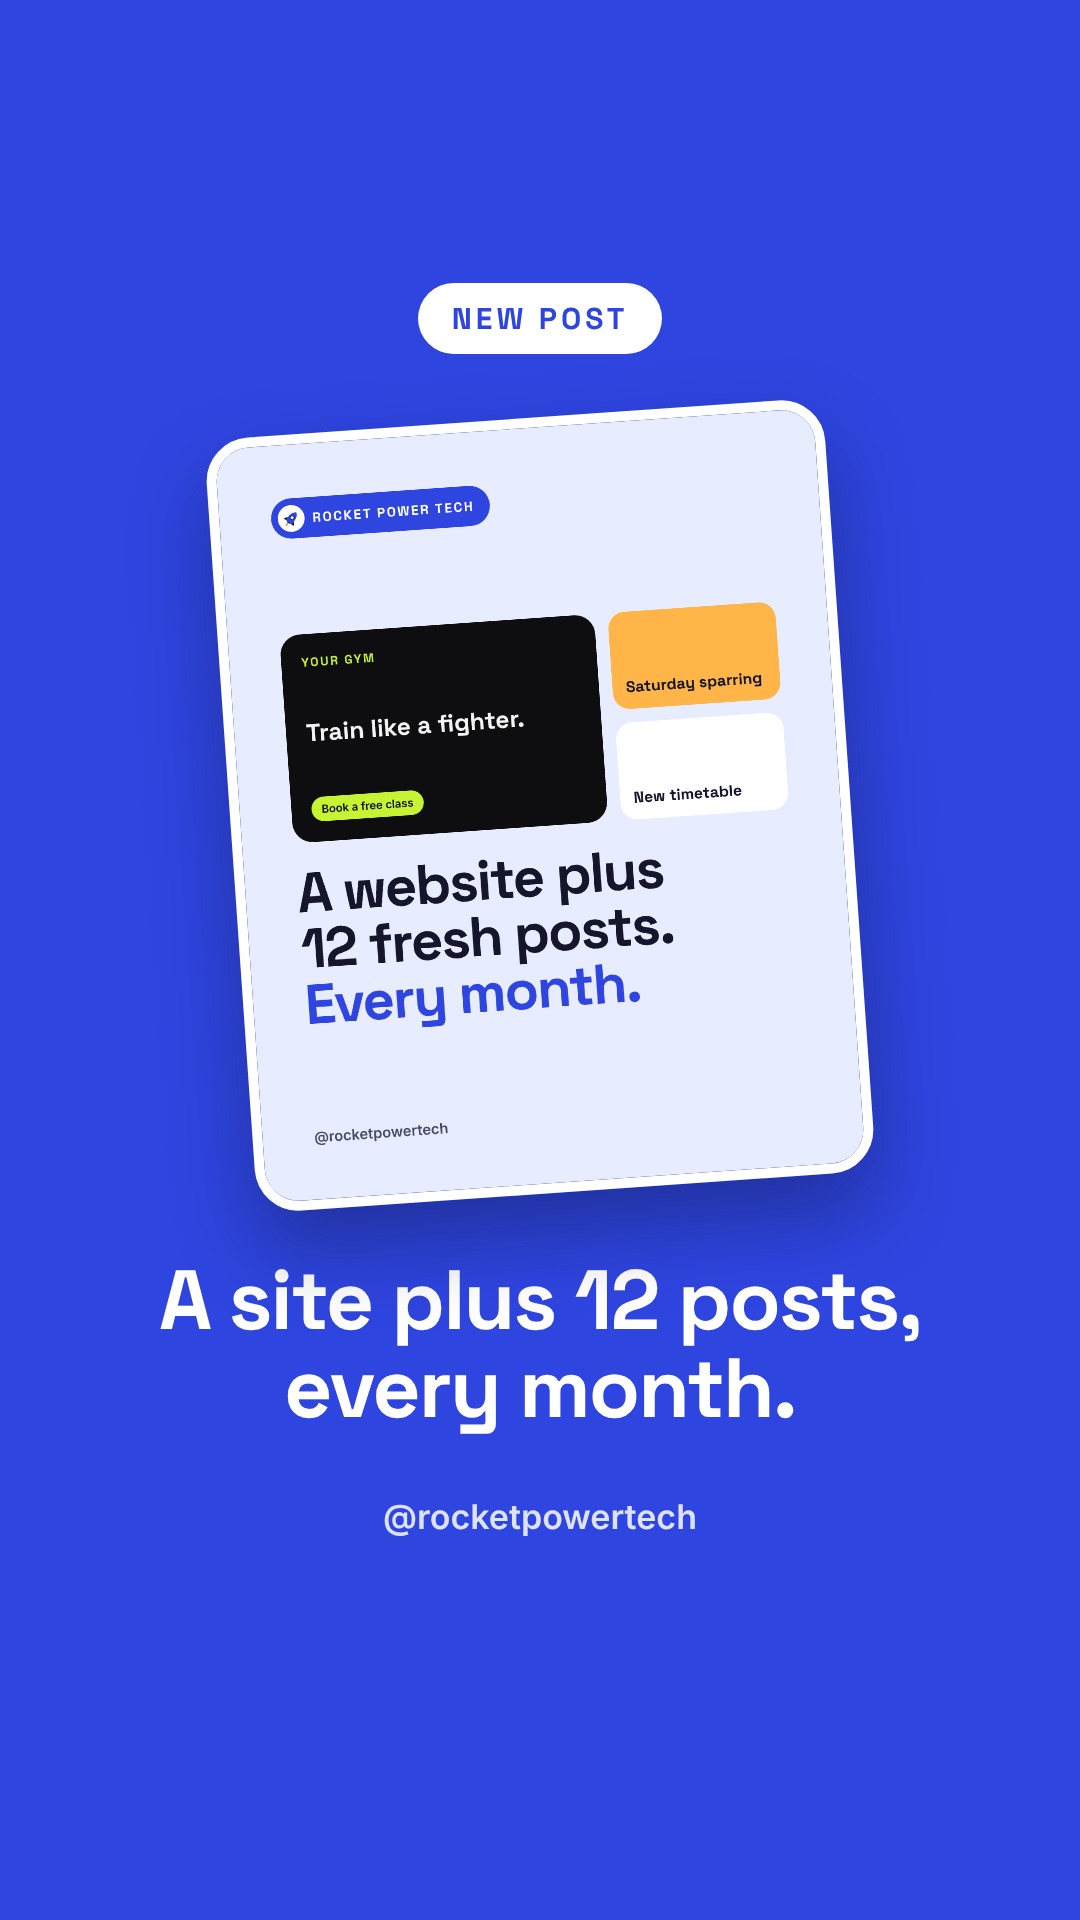 NEW POST
ROCKET POWER TECH
YOUR GYM
Train like a fighter.
Book a free class
Saturday sparring
New timetable
A website plus
12 fresh posts.
Every month.
@rocketpowertech
A site plus 12 posts,
every month.
@rocketpowertech